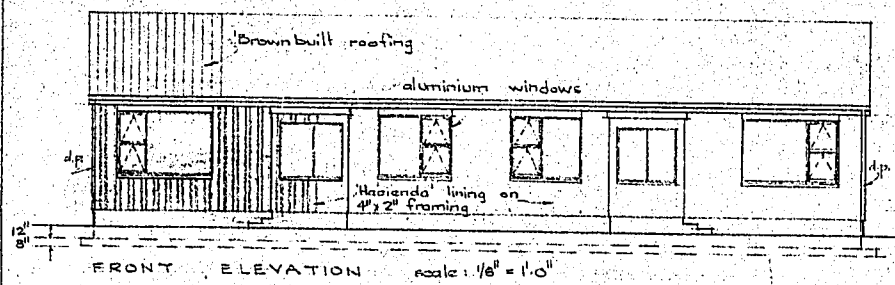 'Brownbuilt roofing
aluminium windows
d.p.
d.p.
'Hacienda' lining on
4"x 2" framing
12"
8"
FRONT ELEVATION scale: 1/8" = 1'-0"